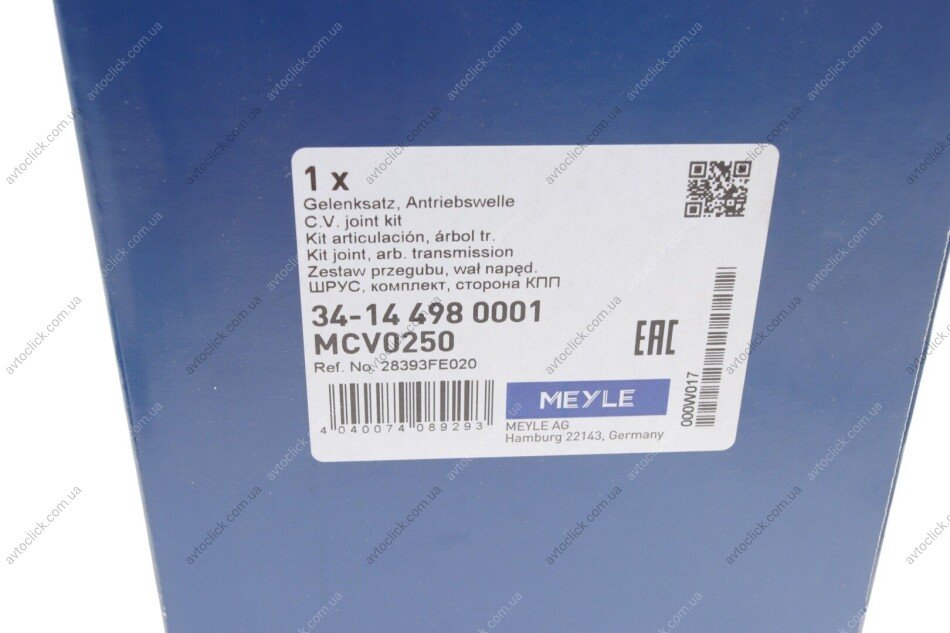 1 x
Gelenksatz, Antriebswelle
C.V. joint kit
Kit articulación, árbol tr.
Kit joint, arb. transmission
Zestaw przegubu, wał napęd.
ШРУС, комплект, сторона КПП
34-14 498 0001
MCV0250
Ref. No. 28393FE020
EAC
000W017
4 040074 089293
MEYLE
MEYLE AG
Hamburg 22143, Germany
avtoclick.com.ua